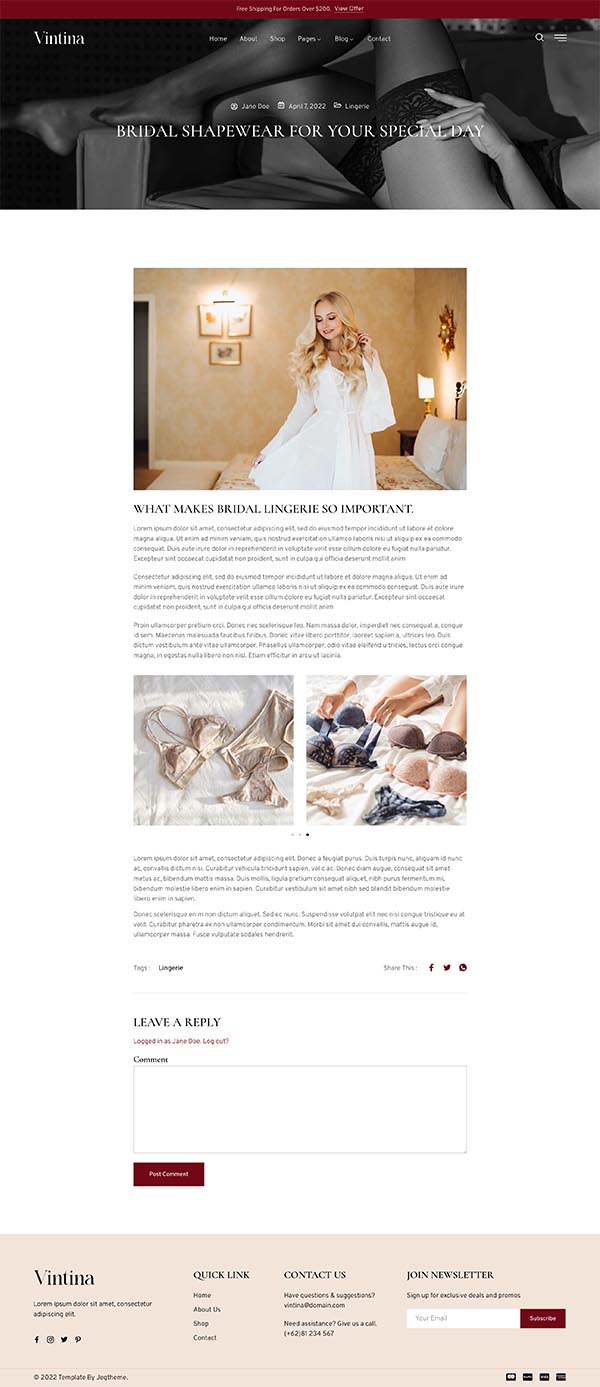 Free Shipping For Orders Over $200. View Offer
Vintina
Home About Shop Pages Blog Contact
Jane Doe April 7, 2022 Lingerie
BRIDAL SHAPEWEAR FOR YOUR SPECIAL DAY
WHAT MAKES BRIDAL LINGERIE SO IMPORTANT.
Lorem ipsum dolor sit amet, consectetur adipiscing elit, sed do eiusmod tempor incididunt ut labore et dolore
magna aliqua. Ut enim ad minim veniam, quis nostrud exercitation ullamco laboris nisi ut aliquip ex ea commodo
consequat. Duis aute irure dolor in reprehenderit in voluptate velit esse cillum dolore eu fugiat nulla pariatur.
Excepteur sint occaecat cupidatat non proident, sunt in culpa qui officia deserunt mollit anim
Consectetur adipiscing elit, sed do eiusmod tempor incididunt ut labore et dolore magna aliqua. Ut enim ad
minim veniam, quis nostrud exercitation ullamco laboris nisi ut aliquip ex ea commodo consequat. Duis aute irure
dolor in reprehenderit in voluptate velit esse cillum dolore eu fugiat nulla pariatur. Excepteur sint occaecat
cupidatat non proident, sunt in culpa qui officia deserunt mollit anim
Proin ullamcorper pretium orci. Donec nec scelerisque leo. Nam massa dolor, imperdiet nec consequat a, congue
id sem. Maecenas malesuada faucibus finibus. Donec vitae libero porttitor, laoreet sapien a, ultrices leo. Duis
dictum vestibulum ante vitae ullamcorper. Phasellus ullamcorper, odio vitae eleifend ultricies, lectus orci congue
magna, in egestas nulla libero non nisl. Etiam efficitur in arcu ut lacinia.
Lorem ipsum dolor sit amet, consectetur adipiscing elit. Donec a feugiat purus. Duis turpis nunc, aliquam id nunc
ac, convallis dictum nisi. Curabitur vehicula tincidunt sapien, vel c ac. Donec diam augue, consequat sit amet
metus ac, bibendum mattis massa. Duis mollis, ligula pretium consequat aliquet, nibh purus fermentum mi,
bibendum molestie libero enim in sapien. Curabitur vestibulum sit amet nibh sed blandit bibendum molestie
libero enim in sapien.
Donec scelerisque enim non dictum aliquet. Sed ec nunc. Suspendisse volutpat elit nec nisi congue tristique eu at
velit. Curabitur pharetra ex non ullamcorper condimentum. Morbi sit amet dui convallis, mattis augue id,
ullamcorper massa. Fusce vulputate sodales hendrerit.
Tags : Lingerie Share This :
LEAVE A REPLY
Logged in as Jane Doe. Log out?
Comment
Post Comment
Vintina
Lorem ipsum dolor sit amet, consectetur
adipiscing elit.
QUICK LINK
Home
About Us
Shop
Contact
CONTACT US
Have questions & suggestions?
vintina@domain.com
Need assistance? Give us a call.
(+62)81 234 567
JOIN NEWSLETTER
Sign up for exclusive deals and promos
Your Email Subscribe
© 2022 Template By Jegtheme.